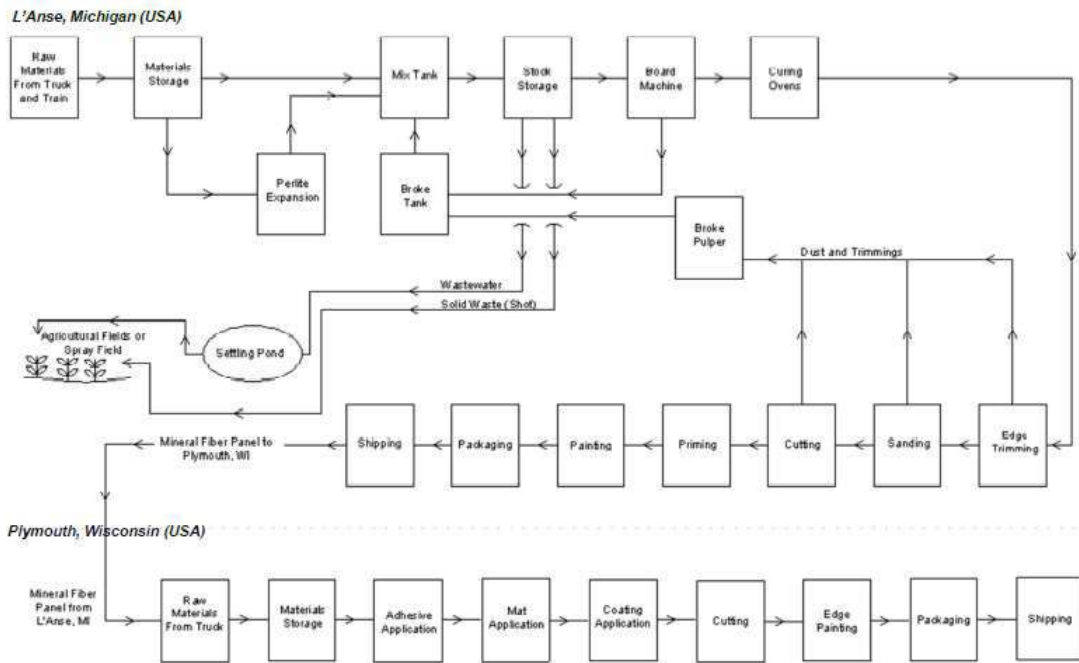 L'Anse, Michigan (USA)
Raw
Materials
From Truck
and Train
Materials
Storage
Mix Tank
Stock
Storage
Board
Machine
Curing
Ovens
Perlite
Expansion
Broke
Tank
Broke
Pulper
Dust and Trimmings
Wastewater
Solid Waste (Shot)
Agricultural Fields or
Spray Field
Settling Pond
Mineral Fiber Panel to
Plymouth, WI
Shipping
Packaging
Painting
Priming
Cutting
Sanding
Edge
Trimming
Plymouth, Wisconsin (USA)
Mineral Fiber
Panel from
L'Anse, MI
Raw
Materials
From Truck
Materials
Storage
Adhesive
Application
Mat
Application
Coating
Application
Cutting
Edge
Painting
Packaging
Shipping